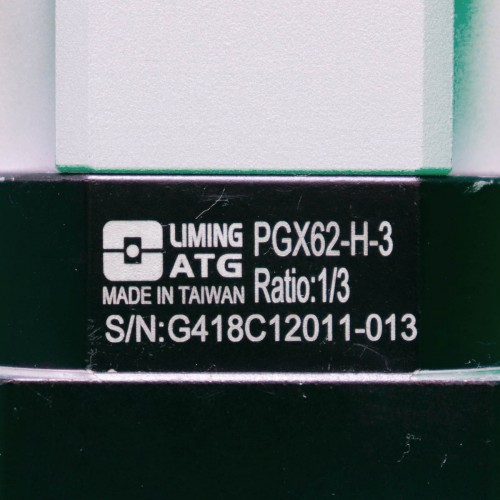 LIMING PGX62-H-3
ATG
MADE IN TAIWAN Ratio:1/3
S/N:G418C12011-013